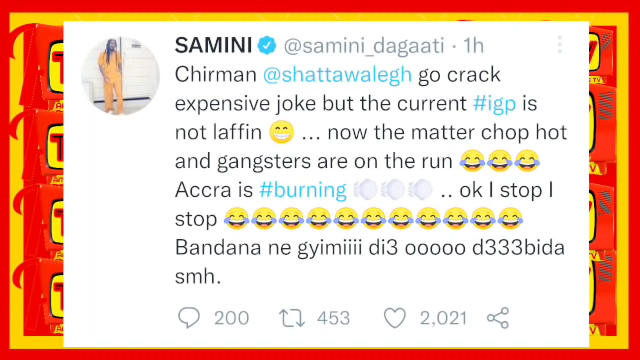 SAMINI @samini_dagaati · 1h
Chirman @shattawalegh go crack
expensive joke but the current #igp is
not laffin 😁 ... now the matter chop hot
and gangsters are on the run 😂😂😂
Accra is #burning 💨💨💨 .. ok I stop I
stop 😂😂😂😂😂😂😂😂😂😂😂
Bandana ne gyimiiii di3 ooooo d333bida
smh.
200 453 2,021